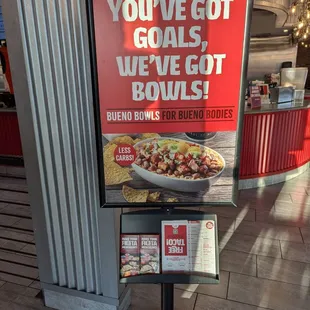 YOU'VE GOT
GOALS,
WE'VE GOT
BOWLS!
BUENO BOWLS FOR BUENO BODIES
LESS
CARBS
FREE
TACO!